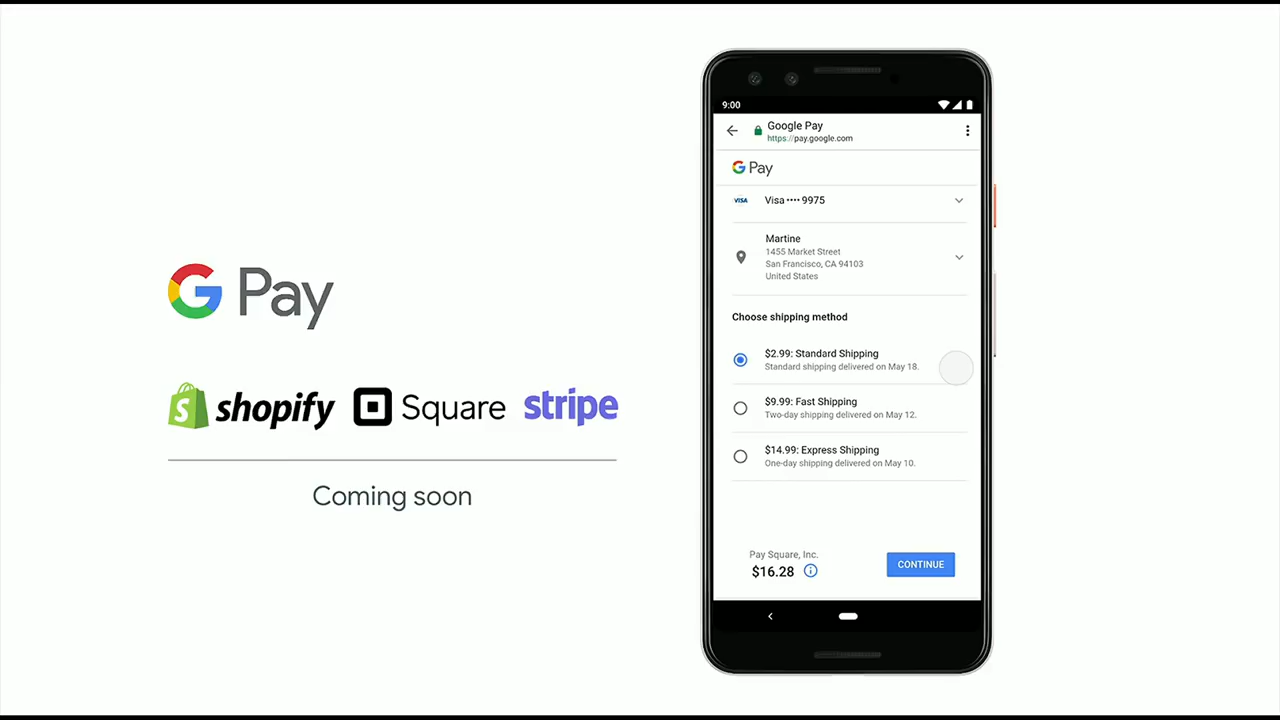 G Pay
shopify Square stripe
Coming soon
9:00
Google Pay
https://pay.google.com
G Pay
VISA Visa •••• 9975
Martine
1455 Market Street
San Francisco, CA 94103
United States
Choose shipping method
$2.99: Standard Shipping
Standard shipping delivered on May 18.
$9.99: Fast Shipping
Two-day shipping delivered on May 12.
$14.99: Express Shipping
One-day shipping delivered on May 10.
Pay Square, Inc.
$16.28
CONTINUE